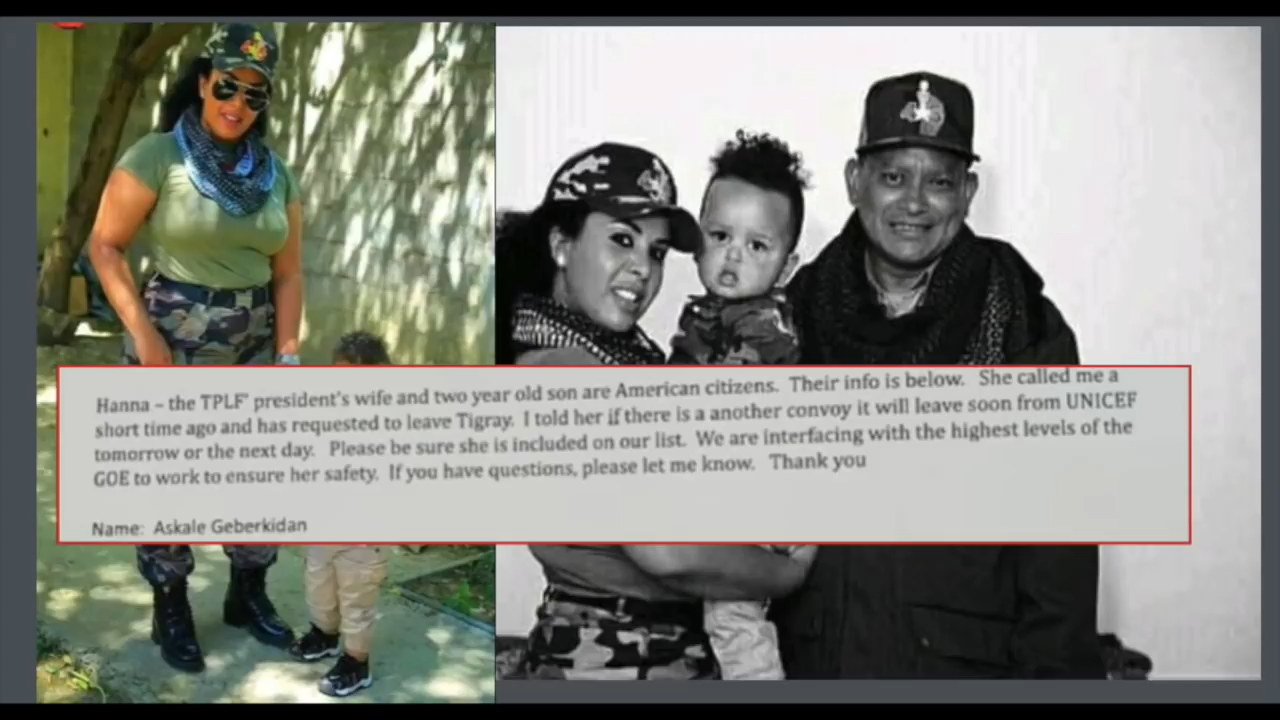 Hanna – the TPLF' president's wife and two year old son are American citizens. Their info is below. She called me a
short time ago and has requested to leave Tigray. I told her if there is a another convoy it will leave soon from UNICEF
tomorrow or the next day. Please be sure she is included on our list. We are interfacing with the highest levels of the
GOE to work to ensure her safety. If you have questions, please let me know. Thank you
Name: Askale Geberkidan